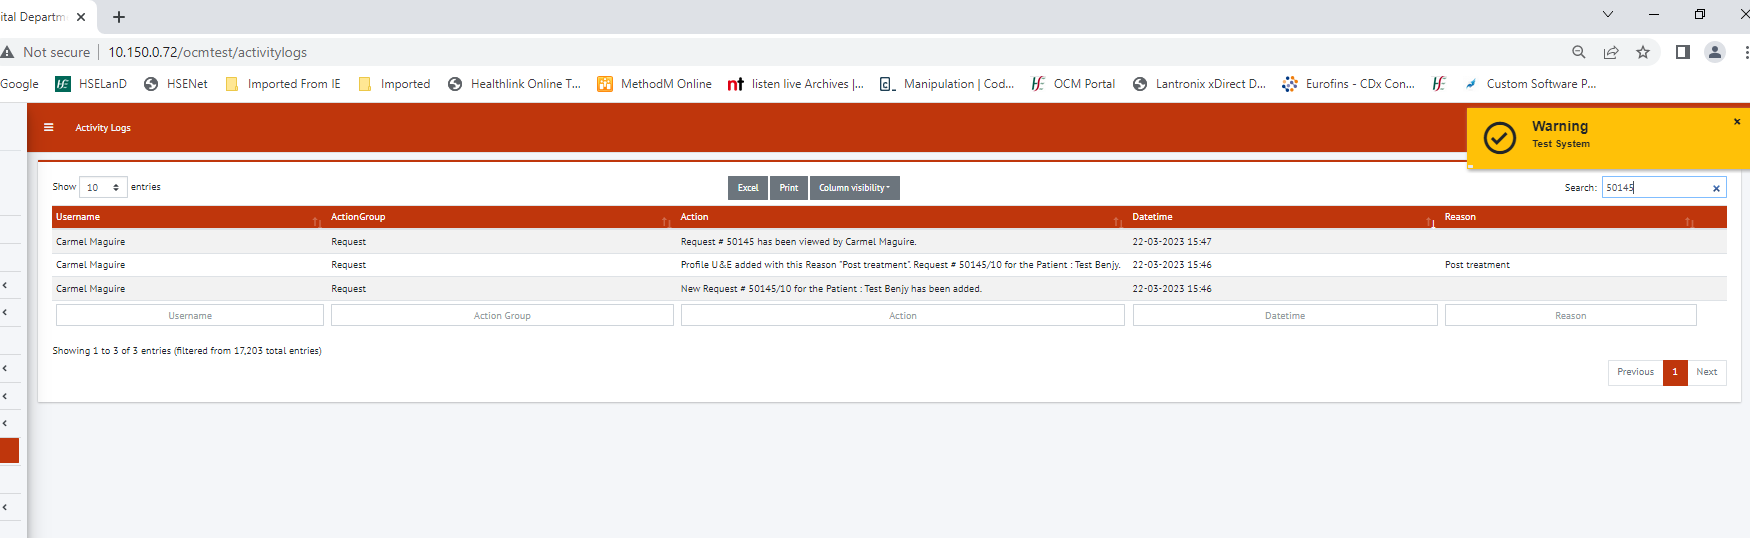 ital Departm
Not secure | 10.150.0.72/ocmtest/activitylogs
Google HSELanD HSENet Imported From IE Imported Healthlink Online T... MethodM Online listen live Archives |... Manipulation | Cod... OCM Portal Lantronix xDirect D... Eurofins - CDx Con... Custom Software P...
Activity Logs
Warning
Test System
Show 10 entries Excel Print Column visibility Search: 50145
Username ActionGroup Action Datetime Reason
Carmel Maguire Request Request # 50145 has been viewed by Carmel Maguire. 22-03-2023 15:47
Carmel Maguire Request Profile U&E added with this Reason "Post treatment". Request # 50145/10 for the Patient : Test Benjy. 22-03-2023 15:46 Post treatment
Carmel Maguire Request New Request # 50145/10 for the Patient : Test Benjy has been added. 22-03-2023 15:46
Username Action Group Action Datetime Reason
Showing 1 to 3 of 3 entries (filtered from 17,203 total entries)
Previous 1 Next